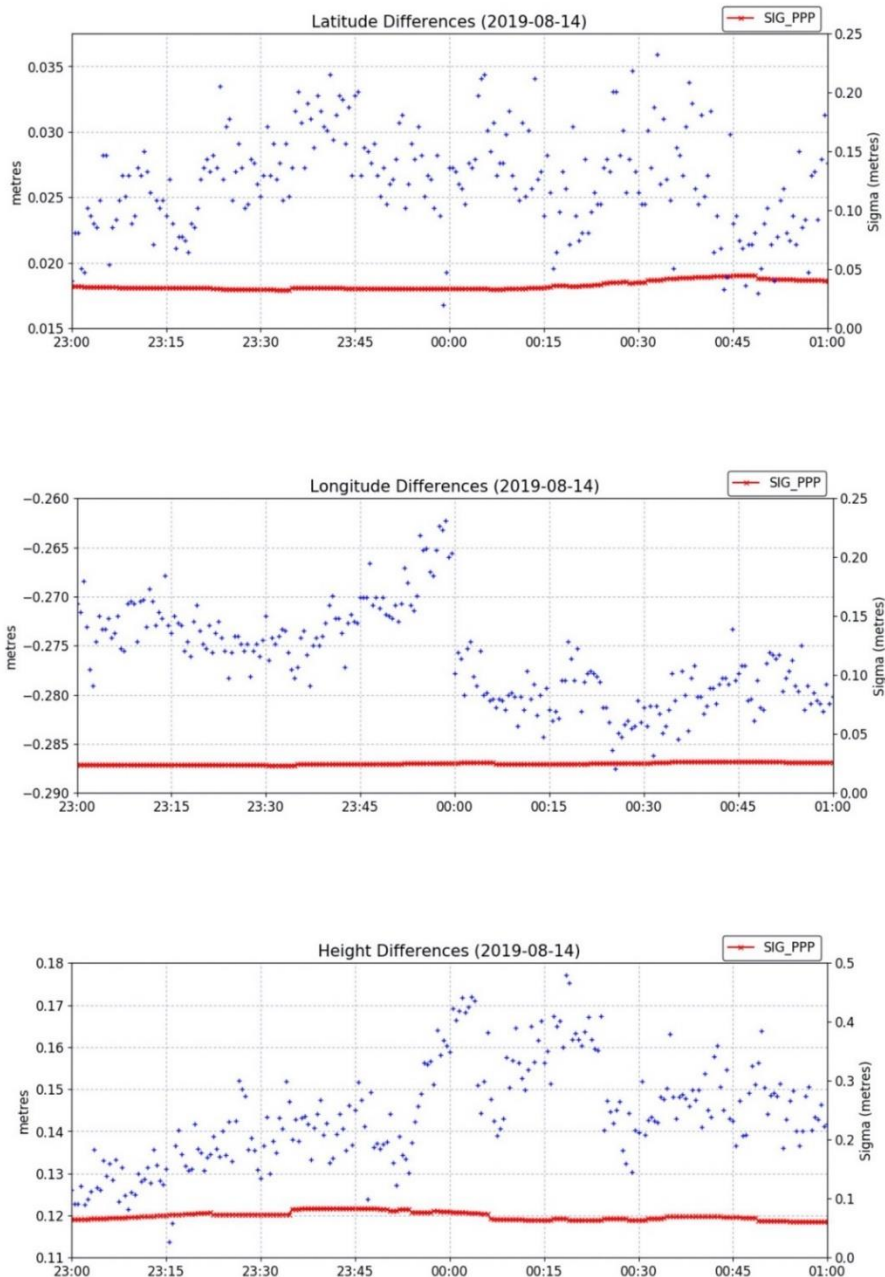 Latitude Differences (2019-08-14)
SIG_PPP
metres
0.035
0.030
0.025
0.020
0.015
0.25
0.20
0.15
0.10
0.05
0.00
Sigma (metres)
23:00 23:15 23:30 23:45 00:00 00:15 00:30 00:45 01:00
Longitude Differences (2019-08-14)
SIG_PPP
metres
−0.260
−0.265
−0.270
−0.275
−0.280
−0.285
−0.290
0.25
0.20
0.15
0.10
0.05
0.00
Sigma (metres)
23:00 23:15 23:30 23:45 00:00 00:15 00:30 00:45 01:00
Height Differences (2019-08-14)
SIG_PPP
metres
0.18
0.17
0.16
0.15
0.14
0.13
0.12
0.11
0.5
0.4
0.3
0.2
0.1
0.0
Sigma (metres)
23:00 23:15 23:30 23:45 00:00 00:15 00:30 00:45 01:00